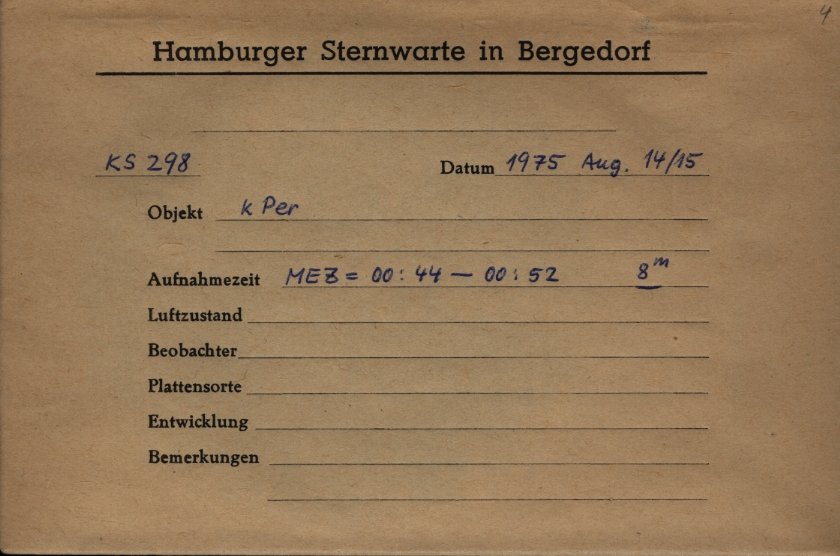 4
Hamburger Sternwarte in Bergedorf
KS 298 Datum 1975 Aug. 14/15
Objekt k Per
Aufnahmezeit MEZ = 00:44 — 00:52 8ᵐ
Luftzustand
Beobachter
Plattensorte
Entwicklung
Bemerkungen